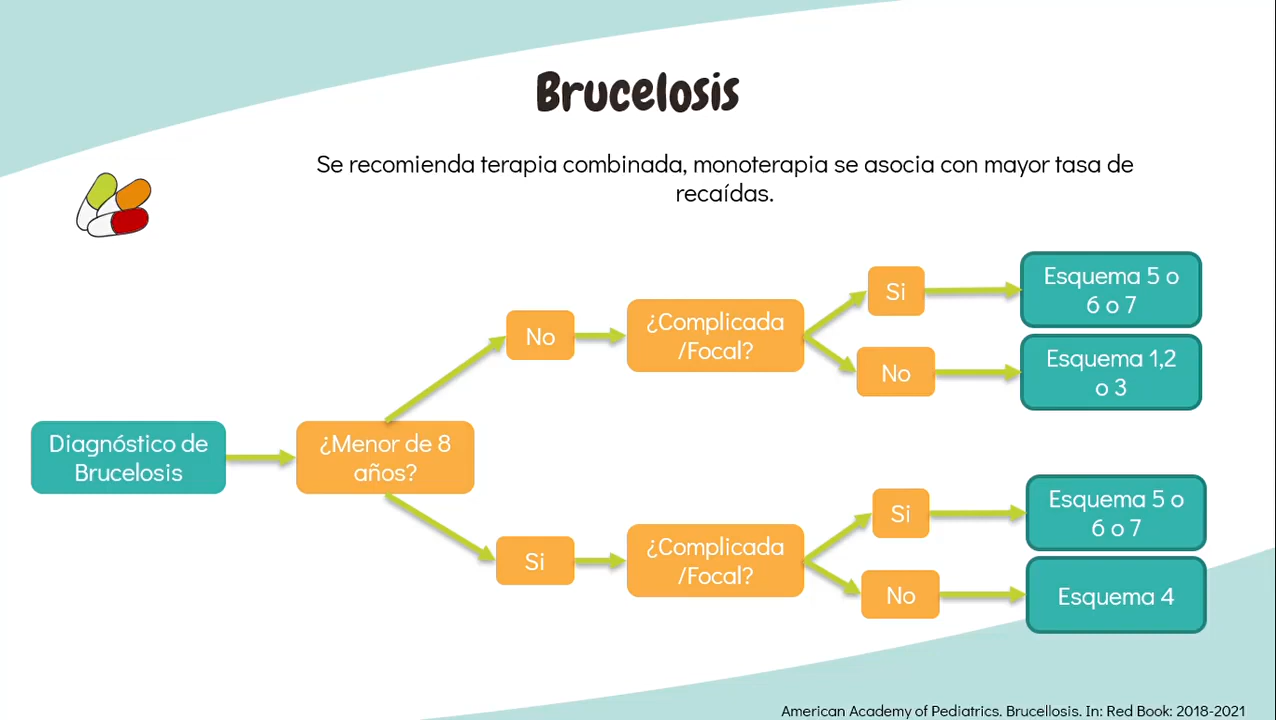 Brucelosis
Se recomienda terapia combinada, monoterapia se asocia con mayor tasa de
recaídas.
Diagnóstico de
Brucelosis
¿Menor de 8
años?
No
¿Complicada
/Focal?
Si
Esquema 5 o
6 o 7
No
Esquema 1,2
o 3
Si
¿Complicada
/Focal?
Si
Esquema 5 o
6 o 7
No
Esquema 4
American Academy of Pediatrics. Brucellosis. In: Red Book: 2018-2021